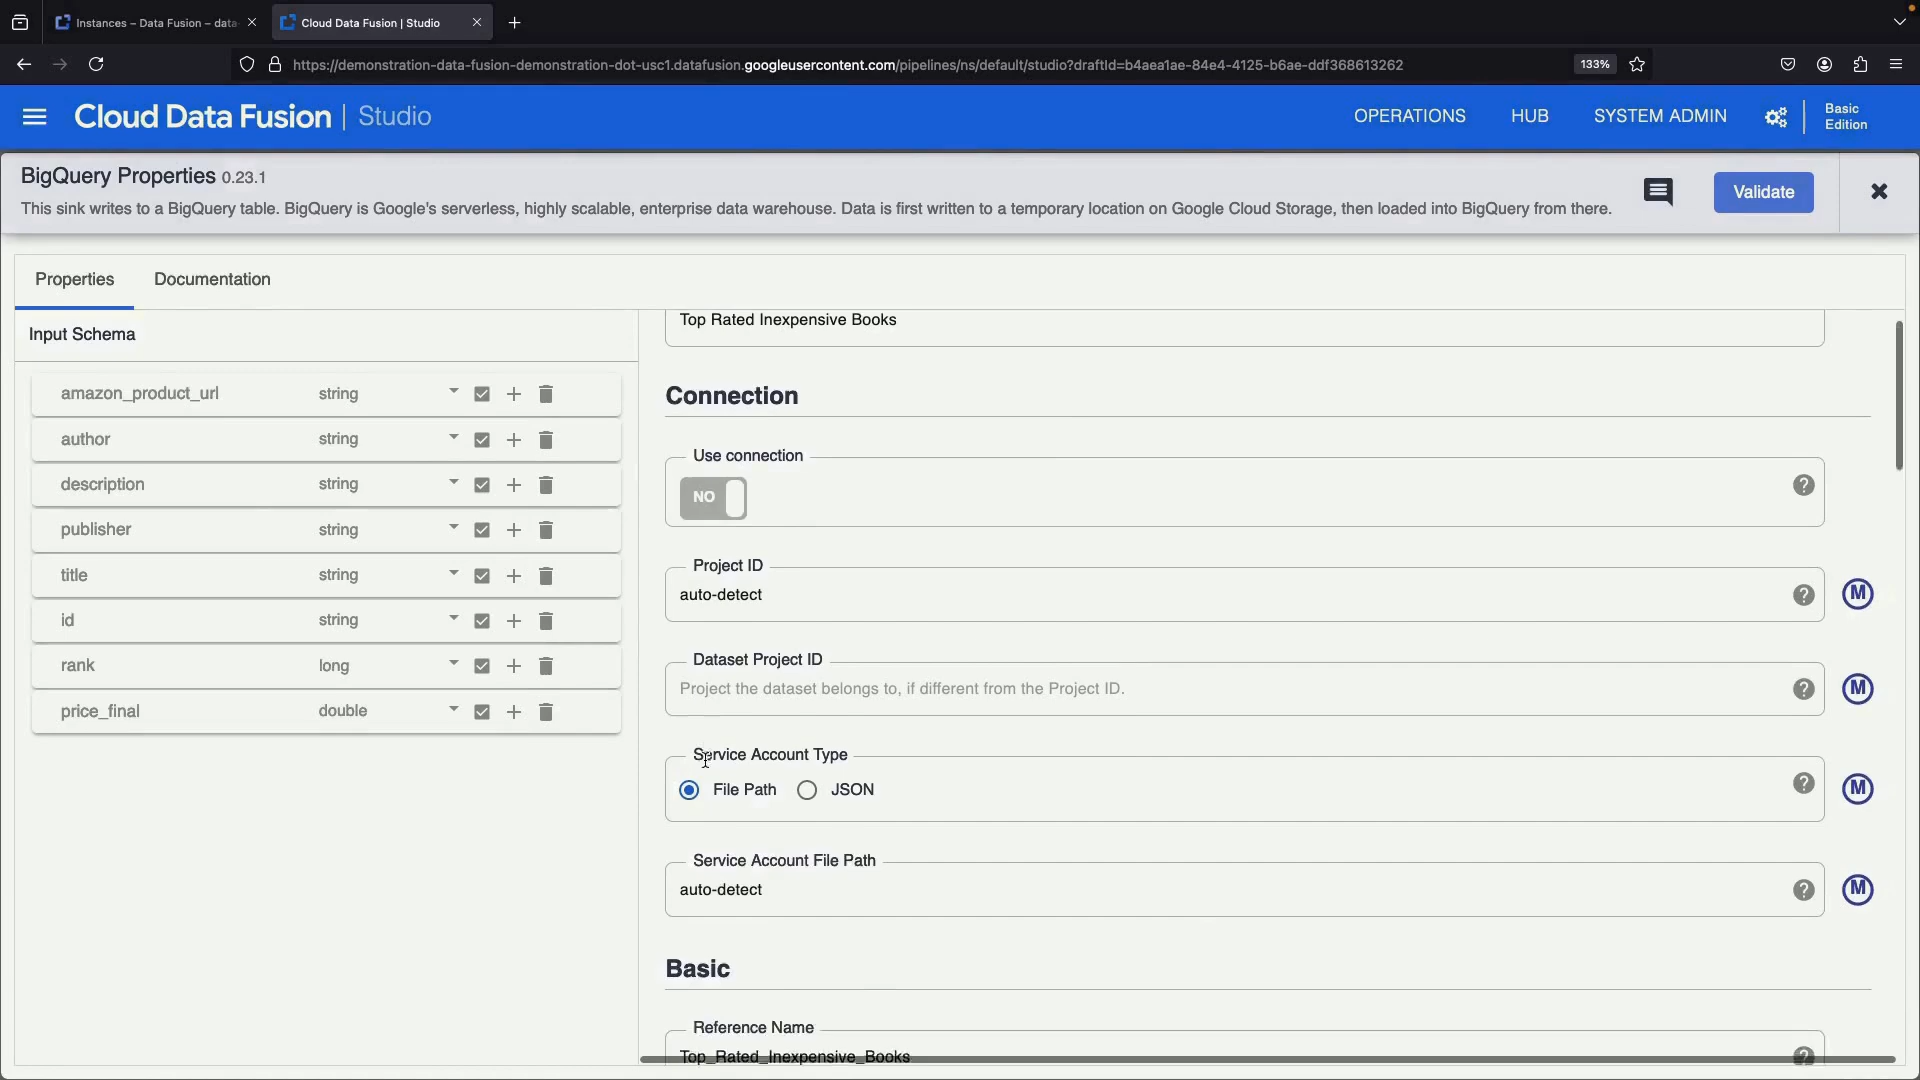 Instances – Data Fusion – data
Cloud Data Fusion | Studio
https://demonstration-data-fusion-demonstration-dot-usc1.datafusion.googleusercontent.com/pipelines/ns/default/studio?draftId=b4aea1ae-84e4-4125-b6ae-ddf368613262
133%
Cloud Data Fusion | Studio
OPERATIONS
HUB
SYSTEM ADMIN
Basic
Edition
BigQuery Properties 0.23.1
This sink writes to a BigQuery table. BigQuery is Google's serverless, highly scalable, enterprise data warehouse. Data is first written to a temporary location on Google Cloud Storage, then loaded into BigQuery from there.
Validate
Properties
Documentation
Input Schema
amazon_product_url string
author string
description string
publisher string
title string
id string
rank long
price_final double
Top Rated Inexpensive Books
Connection
Use connection
NO
Project ID
auto-detect
M
Dataset Project ID
Project the dataset belongs to, if different from the Project ID.
M
Service Account Type
File Path
JSON
M
Service Account File Path
auto-detect
M
Basic
Reference Name
Top_Rated_Inexpensive_Books